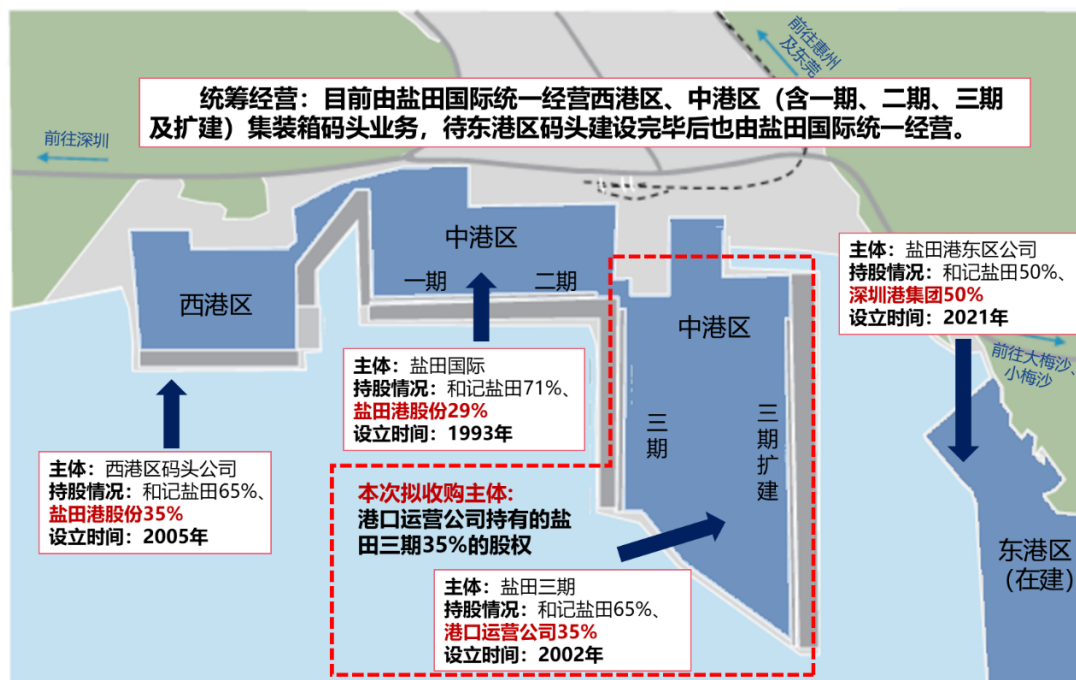 前往惠州
及东莞
统筹经营：目前由盐田国际统一经营西港区、中港区（含一期、二期、三期
及扩建）集装箱码头业务，待东港区码头建设完毕后也由盐田国际统一经营。
前往深圳
中港区
一期
二期
西港区
主体：盐田港东区公司
持股情况：和记盐田50%、
深圳港集团50%
设立时间：2021年
中港区
前往大梅沙、
小梅沙
主体：盐田国际
持股情况：和记盐田71%、
盐田港股份29%
设立时间：1993年
三期
三期扩建
主体：西港区码头公司
持股情况：和记盐田65%、
盐田港股份35%
设立时间：2005年
本次拟收购主体:
港口运营公司持有的盐
田三期35%的股权
东港区
（在建）
主体：盐田三期
持股情况：和记盐田65%、
港口运营公司35%
设立时间：2002年